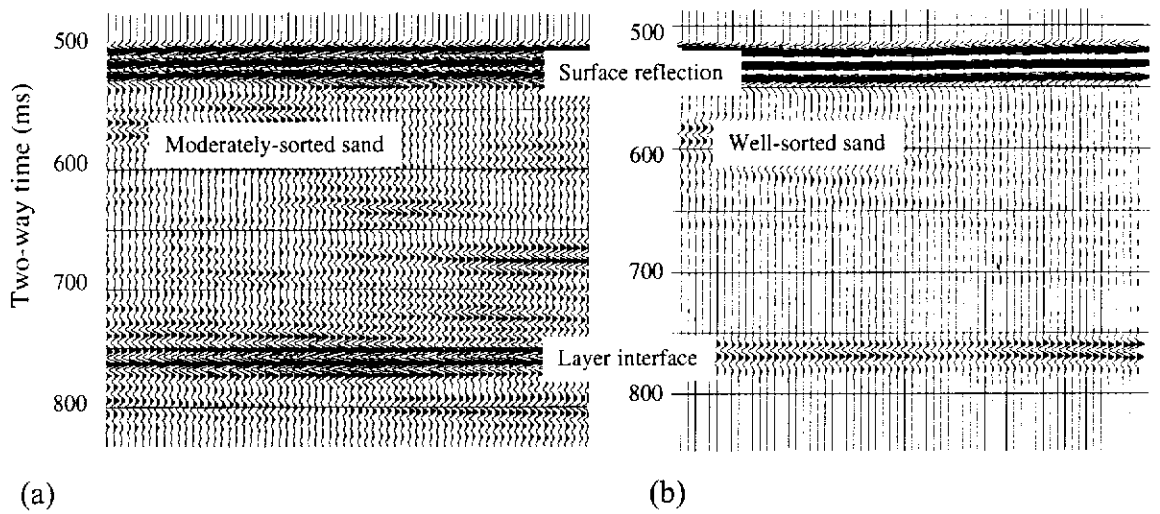 500
500
Surface reflection
Moderately-sorted sand
Well-sorted sand
600
600
Two-way time (ms)
700
700
Layer interface
800
800
(a)
(b)